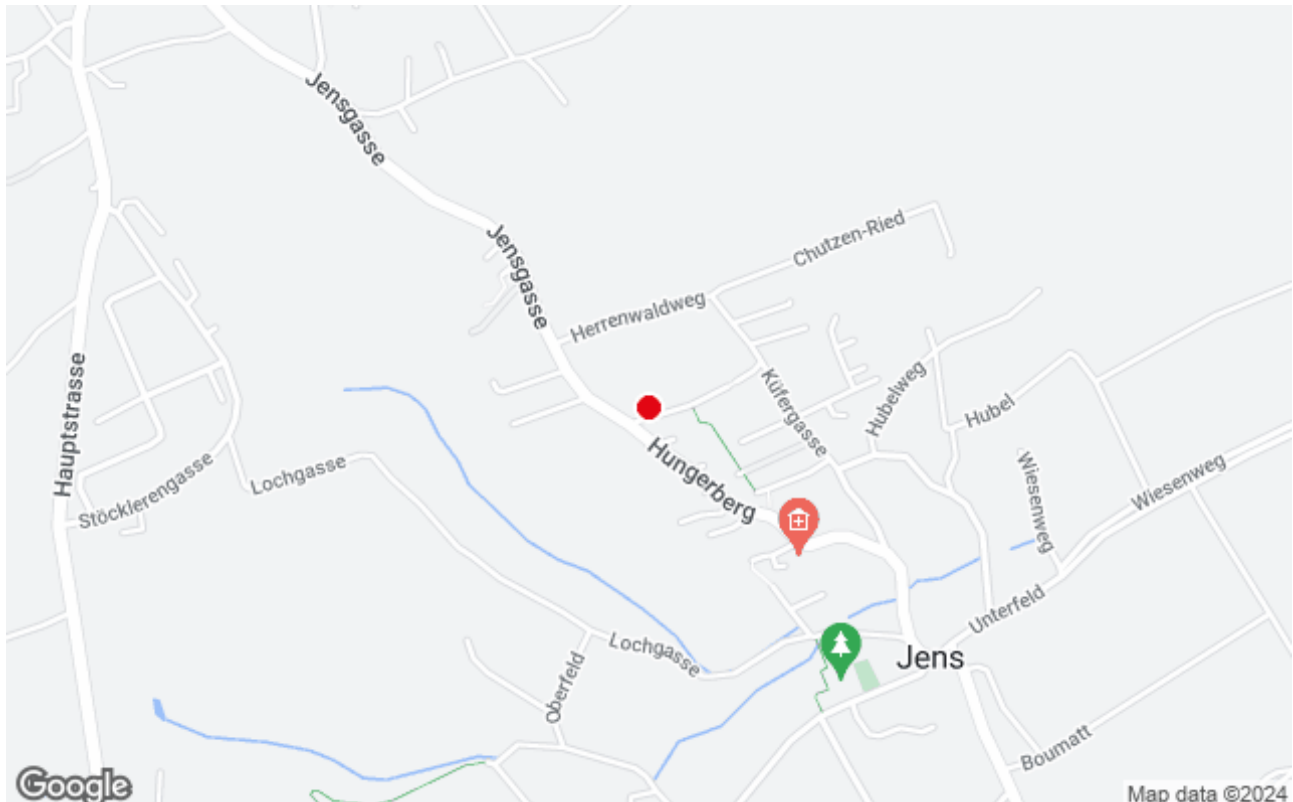 Jensgasse
Jensgasse
Chutzen-Ried
Herrenwaldweg
Hauptstrasse
Küfergasse
Hubelweg
Hubel
Stöcklerengasse
Lochgasse
Hungerberg
Wiesenweg
Wiesenweg
Unterfeld
Lochgasse
Jens
Oberfeld
Boumatt
Google
Map data ©2024